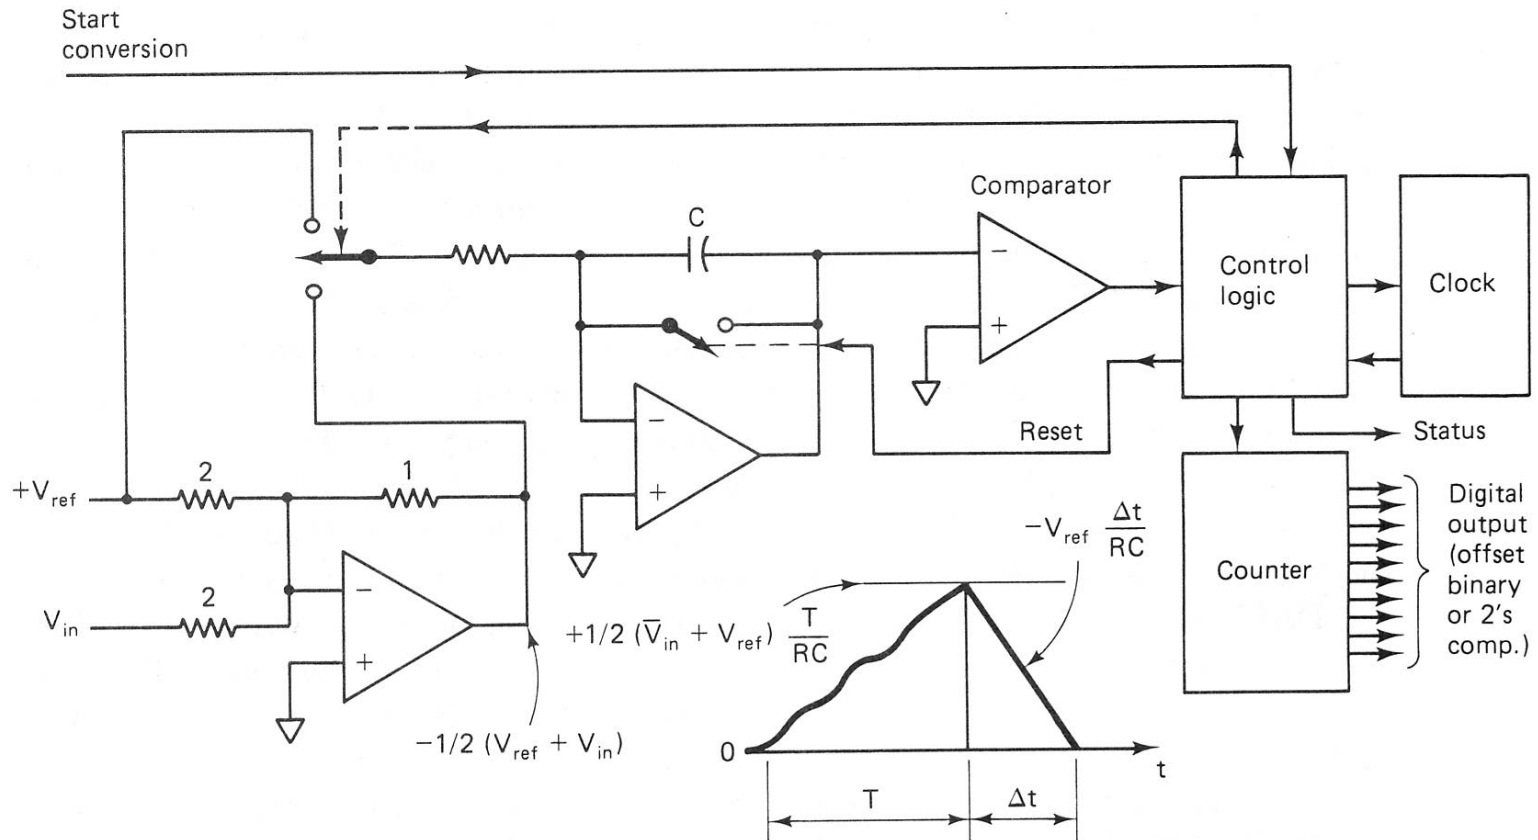 Start
conversion
Comparator
C
−
+
Control
logic
Clock
Reset
Status
−
+
+V_ref
2
1
V_in
2
−
+
−1/2 (V_ref + V_in)
+1/2 (V̄_in + V_ref) T/RC
−V_ref Δt/RC
0
t
T
Δt
Counter
Digital
output
(offset
binary
or 2's
comp.)